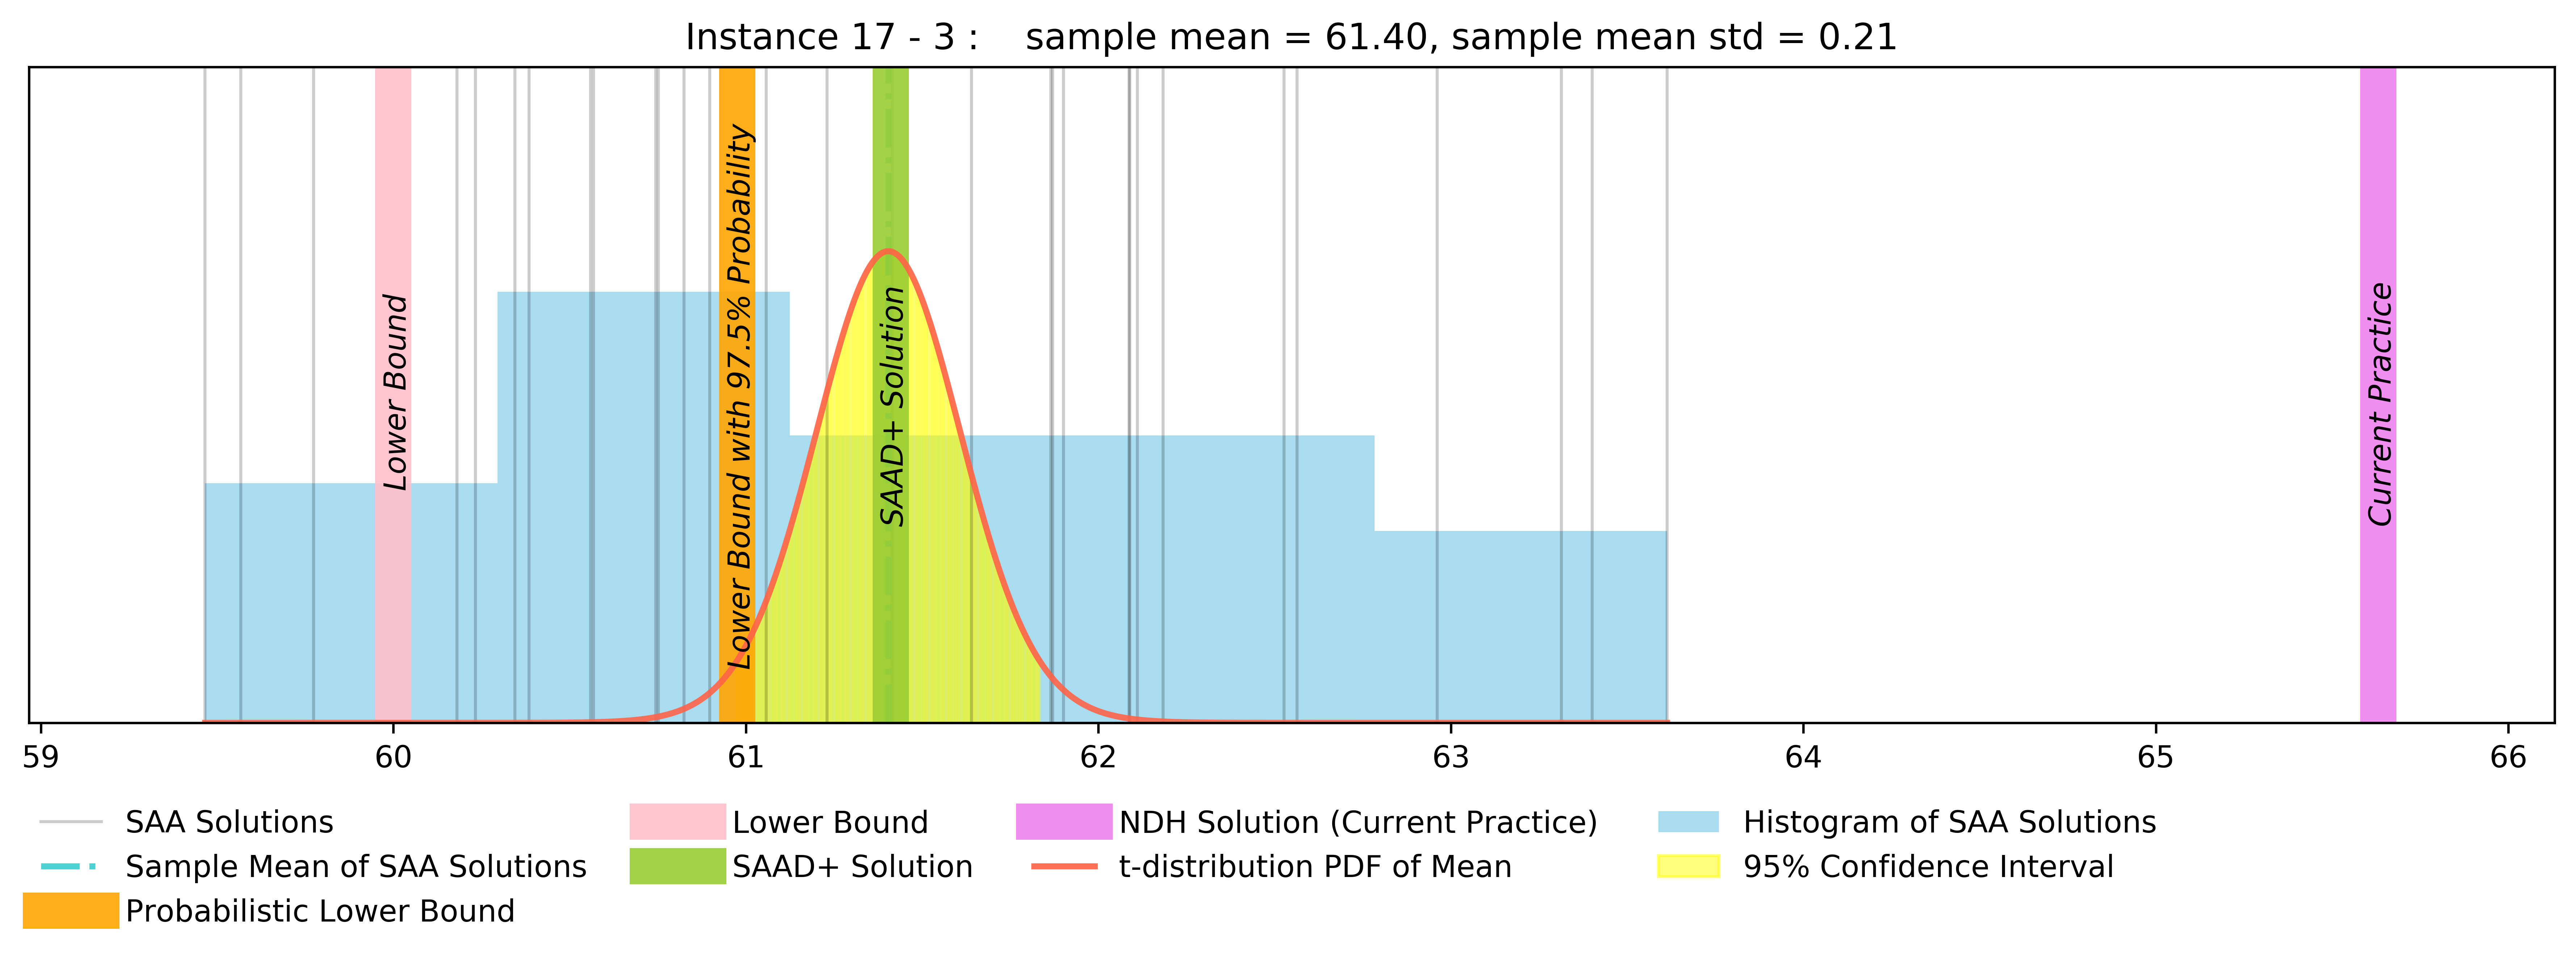 Instance 17 - 3 :    sample mean = 61.40, sample mean std = 0.21
Lower Bound
Lower Bound with 97.5% Probability
SAAD+ Solution
Current Practice
59 60 61 62 63 64 65 66
SAA Solutions
Sample Mean of SAA Solutions
Probabilistic Lower Bound
Lower Bound
SAAD+ Solution
NDH Solution (Current Practice)
t-distribution PDF of Mean
Histogram of SAA Solutions
95% Confidence Interval